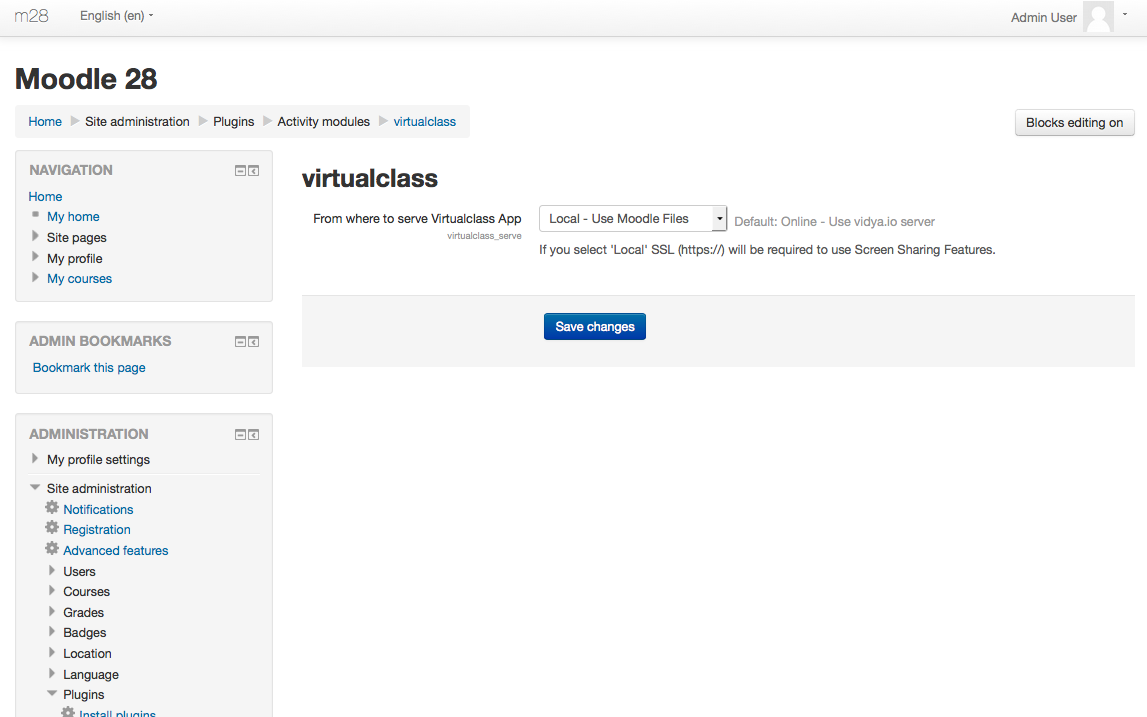 m28 English (en) Admin User
Moodle 28
Home Site administration Plugins Activity modules virtualclass
Blocks editing on
NAVIGATION
Home
My home
Site pages
My profile
My courses
ADMIN BOOKMARKS
Bookmark this page
ADMINISTRATION
My profile settings
Site administration
Notifications
Registration
Advanced features
Users
Courses
Grades
Badges
Location
Language
Plugins
Install plugins
virtualclass
From where to serve Virtualclass App Local - Use Moodle Files Default: Online - Use vidya.io server
virtualclass_serve
If you select 'Local' SSL (https://) will be required to use Screen Sharing Features.
Save changes